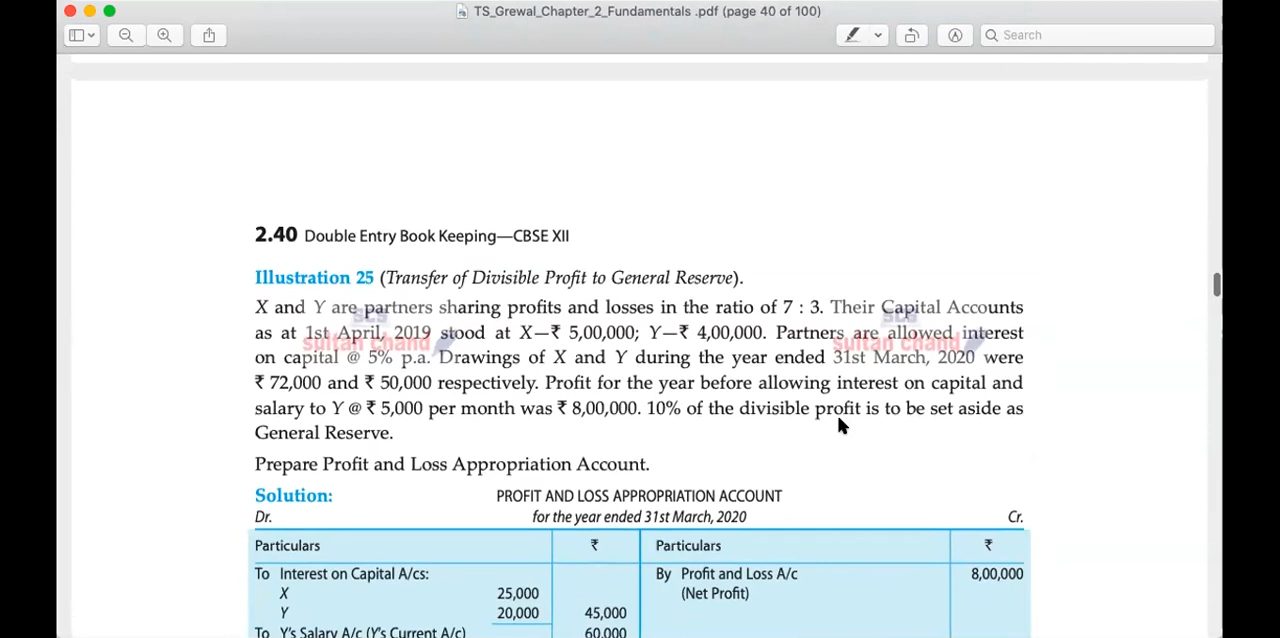 TS_Grewal_Chapter_2_Fundamentals .pdf (page 40 of 100)
Search
2.40 Double Entry Book Keeping—CBSE XII
Illustration 25 (Transfer of Divisible Profit to General Reserve).
X and Y are partners sharing profits and losses in the ratio of 7 : 3. Their Capital Accounts
as at 1st April, 2019 stood at X—₹ 5,00,000; Y—₹ 4,00,000. Partners are allowed interest
sultan chand sultan chand
on capital @ 5% p.a. Drawings of X and Y during the year ended 31st March, 2020 were
₹ 72,000 and ₹ 50,000 respectively. Profit for the year before allowing interest on capital and
salary to Y @ ₹ 5,000 per month was ₹ 8,00,000. 10% of the divisible profit is to be set aside as
General Reserve.
Prepare Profit and Loss Appropriation Account.
Solution: PROFIT AND LOSS APPROPRIATION ACCOUNT
Dr. for the year ended 31st March, 2020 Cr.
Particulars ₹ Particulars ₹
To Interest on Capital A/cs: By Profit and Loss A/c 8,00,000
X 25,000 (Net Profit)
Y 20,000 45,000
To Y's Salary A/c (Y's Current A/c) 60,000